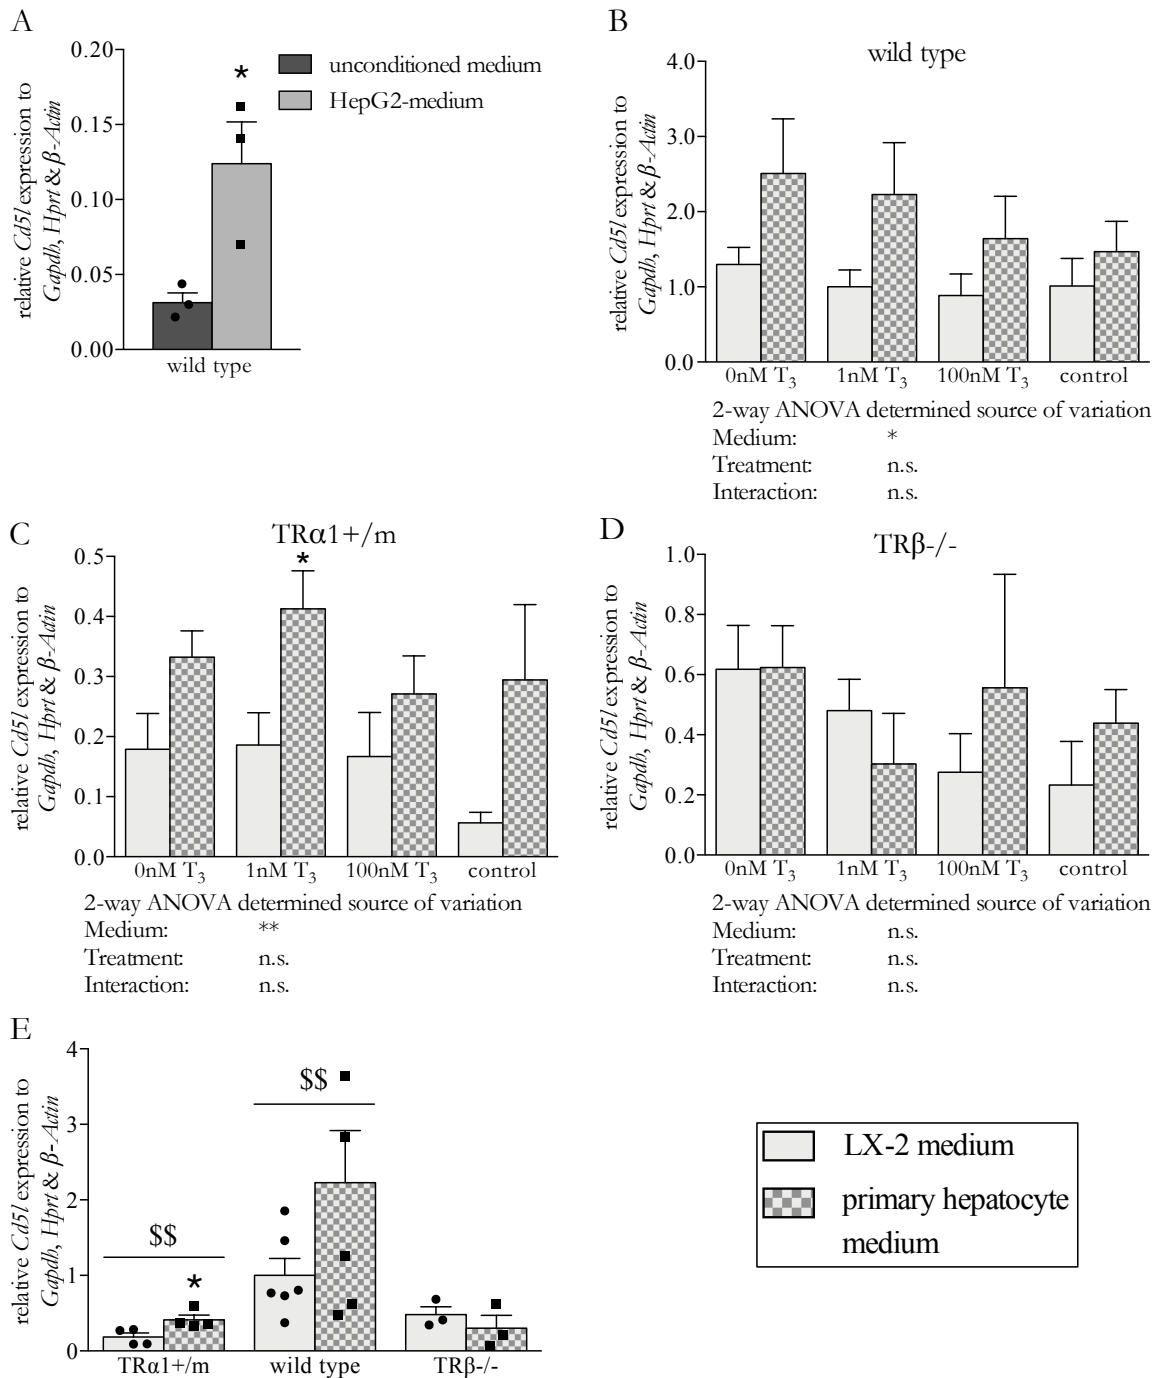 A
relative Cd5l expression to
Gapdh, Hprt & β-Actin
0.20
0.15
0.10
0.05
0.00
*
unconditioned medium
HepG2-medium
wild type
B
wild type
relative Cd5l expression to
Gapdh, Hprt & β-Actin
4.0
3.0
2.0
1.0
0.0
0nM T3 1nM T3 100nM T3 control
2-way ANOVA determined source of variation
Medium: *
Treatment: n.s.
Interaction: n.s.
C
TRα1+/m
relative Cd5l expression to
Gapdh, Hprt & β-Actin
0.5
0.4
0.3
0.2
0.1
0.0
*
0nM T3 1nM T3 100nM T3 control
2-way ANOVA determined source of variation
Medium: **
Treatment: n.s.
Interaction: n.s.
D
TRβ-/-
relative Cd5l expression to
Gapdh, Hprt & β-Actin
1.0
0.8
0.6
0.4
0.2
0.0
0nM T3 1nM T3 100nM T3 control
2-way ANOVA determined source of variation
Medium: n.s.
Treatment: n.s.
Interaction: n.s.
E
relative Cd5l expression to
Gapdh, Hprt & β-Actin
4
3
2
1
0
$$
*
$$
TRα1+/m wild type TRβ-/-
LX-2 medium
primary hepatocyte
medium